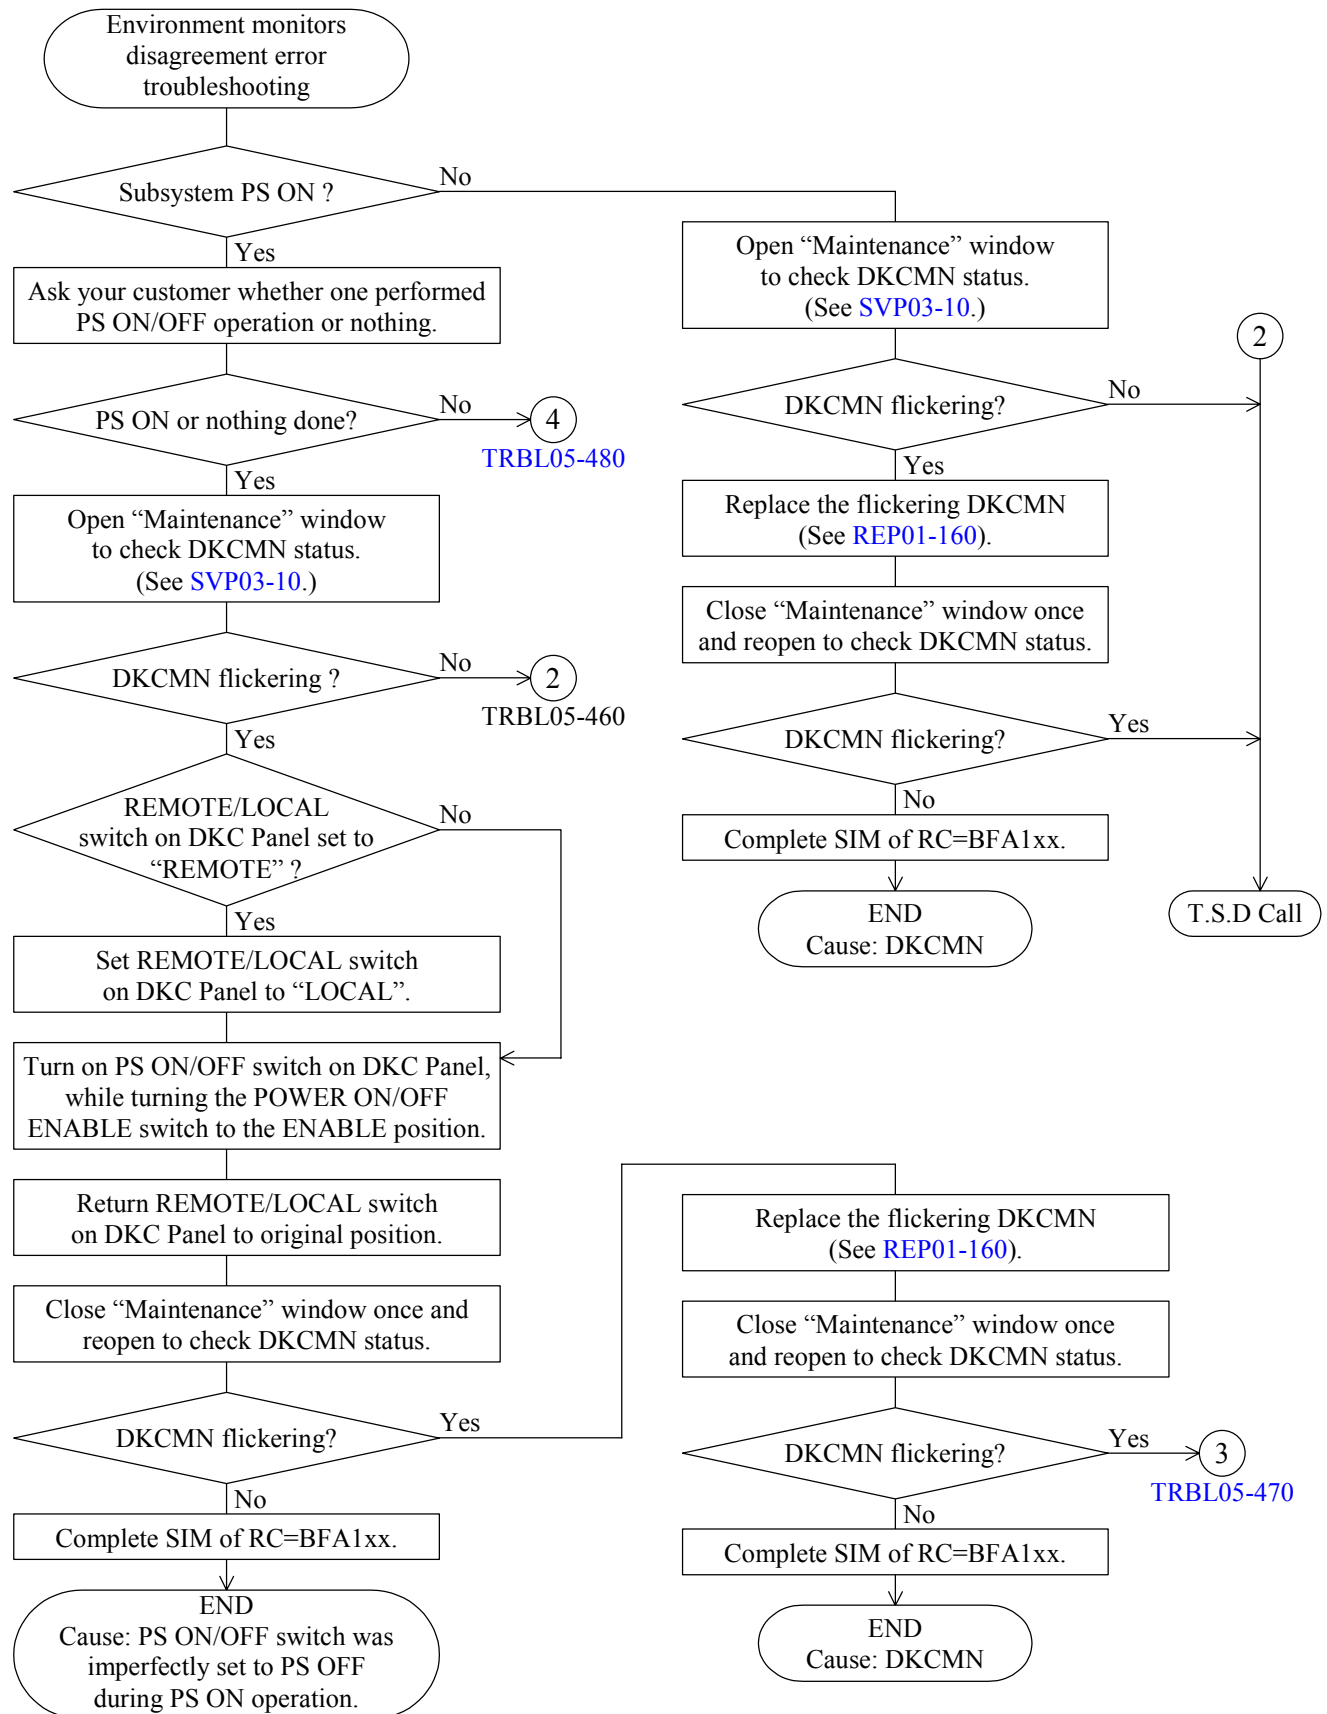 Environment monitors
disagreement error
troubleshooting
Subsystem PS ON ?
No
Yes
Ask your customer whether one performed
PS ON/OFF operation or nothing.
PS ON or nothing done?
No
4
TRBL05-480
Yes
Open “Maintenance” window
to check DKCMN status.
(See SVP03-10.)
DKCMN flickering ?
No
2
TRBL05-460
Yes
REMOTE/LOCAL
switch on DKC Panel set to
“REMOTE” ?
No
Yes
Set REMOTE/LOCAL switch
on DKC Panel to “LOCAL”.
Turn on PS ON/OFF switch on DKC Panel,
while turning the POWER ON/OFF
ENABLE switch to the ENABLE position.
Return REMOTE/LOCAL switch
on DKC Panel to original position.
Close “Maintenance” window once and
reopen to check DKCMN status.
DKCMN flickering?
Yes
No
Complete SIM of RC=BFA1xx.
END
Cause: PS ON/OFF switch was
imperfectly set to PS OFF
during PS ON operation.
Open “Maintenance” window
to check DKCMN status.
(See SVP03-10.)
2
DKCMN flickering?
No
Yes
Replace the flickering DKCMN
(See REP01-160).
Close “Maintenance” window once
and reopen to check DKCMN status.
DKCMN flickering?
Yes
No
Complete SIM of RC=BFA1xx.
END
Cause: DKCMN
T.S.D Call
Replace the flickering DKCMN
(See REP01-160).
Close “Maintenance” window once
and reopen to check DKCMN status.
DKCMN flickering?
Yes
3
TRBL05-470
No
Complete SIM of RC=BFA1xx.
END
Cause: DKCMN